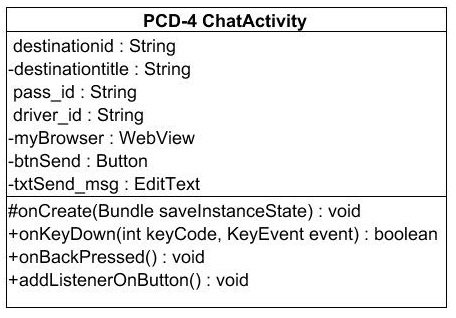 PCD-4 ChatActivity
destinationid : String
-destinationtitle : String
pass_id : String
driver_id : String
-myBrowser : WebView
-btnSend : Button
-txtSend_msg : EditText
#onCreate(Bundle saveInstanceState) : void
+onKeyDown(int keyCode, KeyEvent event) : boolean
+onBackPressed() : void
+addListenerOnButton() : void